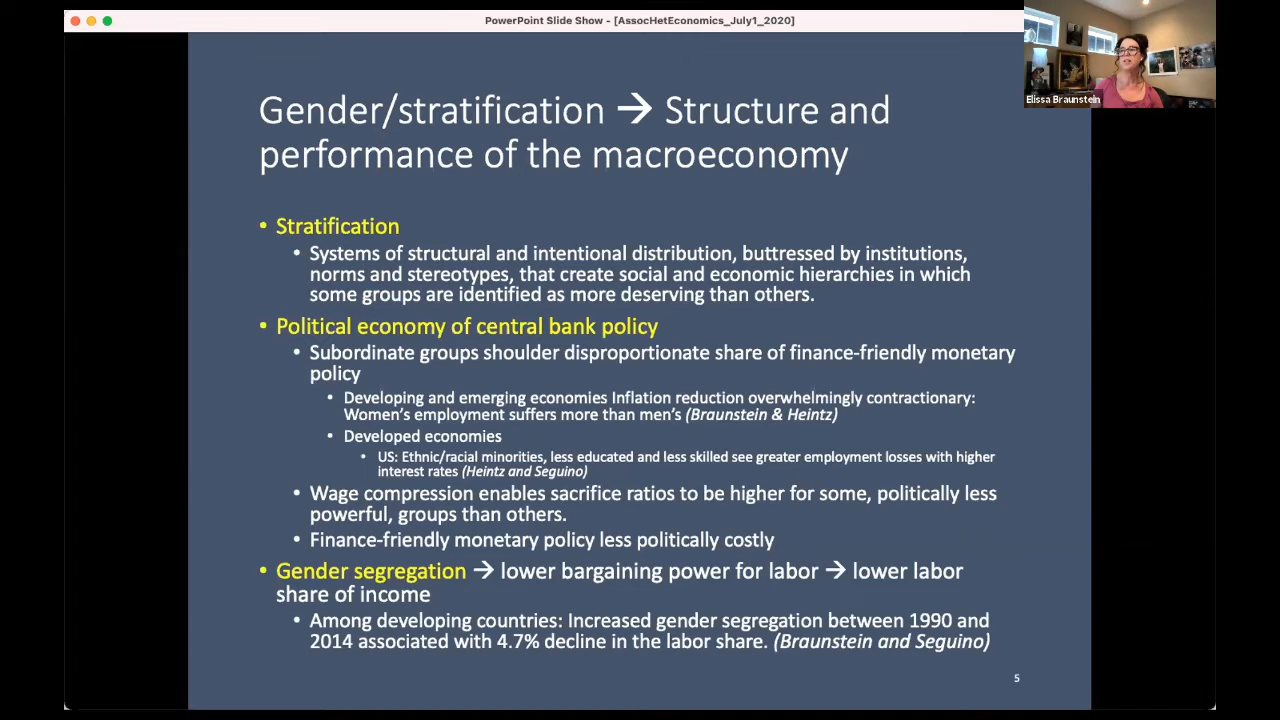 PowerPoint Slide Show - [AssocHetEconomics_July1_2020]
Elissa Braunstein
Gender/stratification → Structure and
performance of the macroeconomy
• Stratification
• Systems of structural and intentional distribution, buttressed by institutions,
norms and stereotypes, that create social and economic hierarchies in which
some groups are identified as more deserving than others.
• Political economy of central bank policy
• Subordinate groups shoulder disproportionate share of finance-friendly monetary
policy
• Developing and emerging economies Inflation reduction overwhelmingly contractionary:
Women’s employment suffers more than men’s (Braunstein & Heintz)
• Developed economies
• US: Ethnic/racial minorities, less educated and less skilled see greater employment losses with higher
interest rates (Heintz and Seguino)
• Wage compression enables sacrifice ratios to be higher for some, politically less
powerful, groups than others.
• Finance-friendly monetary policy less politically costly
• Gender segregation → lower bargaining power for labor → lower labor
share of income
• Among developing countries: Increased gender segregation between 1990 and
2014 associated with 4.7% decline in the labor share. (Braunstein and Seguino)
5